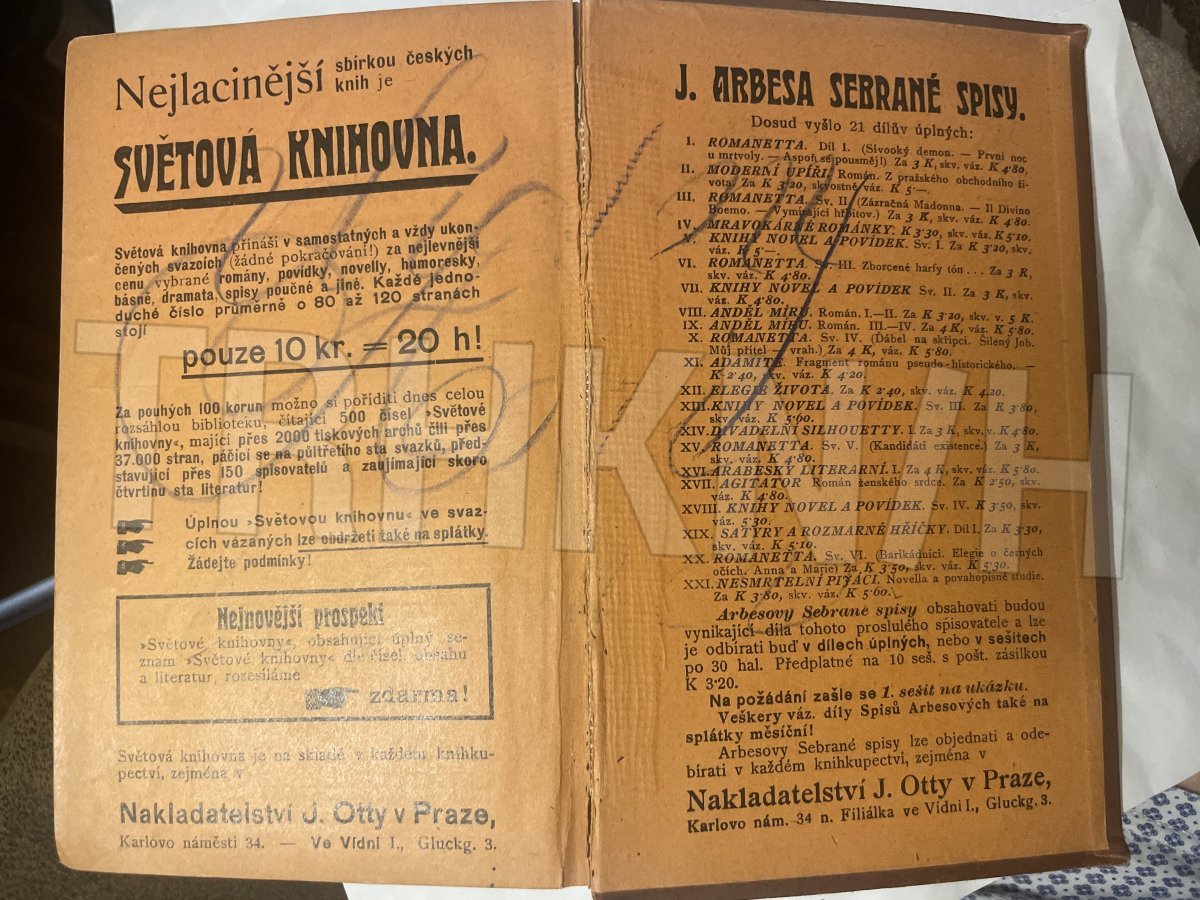 Nejlacinější sbírkou českých
knih je
SVĚTOVÁ KNIHOVNA.
Světová knihovna přináší v samostatných a vždy ukon-
čených svazcích (žádné pokračování!) za nejlevnější
cenu vybrané romány, povídky, novelly, humoresky,
básně, dramata, spisy poučné a jiné. Každé jedno-
duché číslo průměrně o 80 až 120 stranách
stojí
pouze 10 kr. = 20 h!
Za pouhých 100 korun možno si poříditi dnes celou
rozsáhlou biblioteku, čítající 500 čísel »Světové
knihovny«, mající přes 2000 tiskových archů čili přes
37.000 stran, páčící se na půltřetího sta svazků, před-
stavující přes 150 spisovatelů a zaujímající skoro
čtvrtinu sta literatur!
Úplnou »Světovou knihovnu« ve svaz-
cích vázaných lze obdržeti také na splátky.
Žádejte podmínky!
Nejnovější prospekt
»Světové knihovny«, obsahující úplný se-
znam »Světové knihovny« dle čísel, obsahu
a literatur, rozesíláme
zdarma!
Světová knihovna je na skladě v každém knihku-
pectví, zejména v
Nakladatelství J. Otty v Praze,
Karlovo náměstí 34. — Ve Vídni I., Gluckg. 3.
J. ARBESA SEBRANÉ SPISY.
Dosud vyšlo 21 dílův úplných:
I. ROMANETTA. Díl I. (Sivooký demon. — První noc
u mrtvoly. — Aspoň se pousměj!) Za 3 K, skv. váz. K 4·80.
II. MODERNÍ UPÍŘI. Román. Z pražského obchodního ži-
vota. Za K 3·20, skvostně váz. K 5·—.
III. ROMANETTA. Sv. II. (Zázračná Madonna. — Il Divino
Boemo. — Vymírající hřbitov.) Za 3 K, skv. váz. K 4·80.
IV. MRAVOKÁRNÉ ROMÁNKY. K 3·30, skv. váz. K 5·10.
V. KNIHY NOVEL A POVÍDEK. Sv. I. Za K 3·20, skv.
váz. K 5·—.
VI. ROMANETTA. Sv. III. Zborcené harfy tón... Za 3 K,
skv. váz. K 4·80.
VII. KNIHY NOVEL A POVÍDEK Sv. II. Za 3 K, skv.
váz. K 4·80.
VIII. ANDĚL MÍRU. Román. I.—II. Za K 3·20, skv. v. 5 K.
IX. ANDĚL MÍRU. Román. III.—IV. Za 4 K, váz. K 5·80.
X. ROMANETTA. Sv. IV. (Ďábel na skřipci. Šílený Job.
Můj přítel — vrah.) Za 4 K, váz. K 5·80.
XI. ADAMITÉ. Fragment románu pseudo-historického. —
K 2·40, skv. váz. K 4·20.
XII. ELEGIE ŽIVOTA. Za K 2·40, skv. váz. K 4.20.
XIII. KNIHY NOVEL A POVÍDEK. Sv. III. Za K 3·80,
skv. váz. K 5·60.
XIV. DIVADELNÍ SILHOUETTY. I. Za 3 K, skv. v. K 4·80.
XV. ROMANETTA. Sv. V. (Kandidáti existence.) Za 3 K,
skv. váz. K 4·80.
XVI. ARABESKY LITERARNÍ. I. Za 4 K, skv. váz. K 5·80.
XVII. AGITATOR Román ženského srdce. Za K 2·50, skv.
váz. K 4·80.
XVIII. KNIHY NOVEL A POVÍDEK. Sv. IV. K 3·50, skv.
váz. 5·30.
XIX. SATYRY A ROZMARNÉ HŘÍČKY. Díl I. Za K 3·30,
skv. váz. K 5·10.
XX. ROMANETTA. Sv. VI. (Barikádníci. Elegie o černých
očích. Anna a Marie) Za K 3·50, skv. váz. K 5·30.
XXI. NESMRTELNÍ PIJÁCI. Novella a povahopisné studie.
Za K 3·80, skv. váz. K 5·60.
Arbesovy Sebrané spisy obsahovati budou
vynikající díla tohoto proslulého spisovatele a lze
je odbírati buď v dílech úplných, nebo v sešitech
po 30 hal. Předplatné na 10 seš. s pošt. zásilkou
K 3·20.
Na požádání zašle se 1. sešit na ukázku.
Veškery váz. díly Spisů Arbesových také na
splátky měsíční!
Arbesovy Sebrané spisy lze objednati a ode-
bírati v každém knihkupectví, zejména v
Nakladatelství J. Otty v Praze,
Karlovo nám. 34 n. Filiálka ve Vídni I., Gluckg. 3.
TRHKNIH